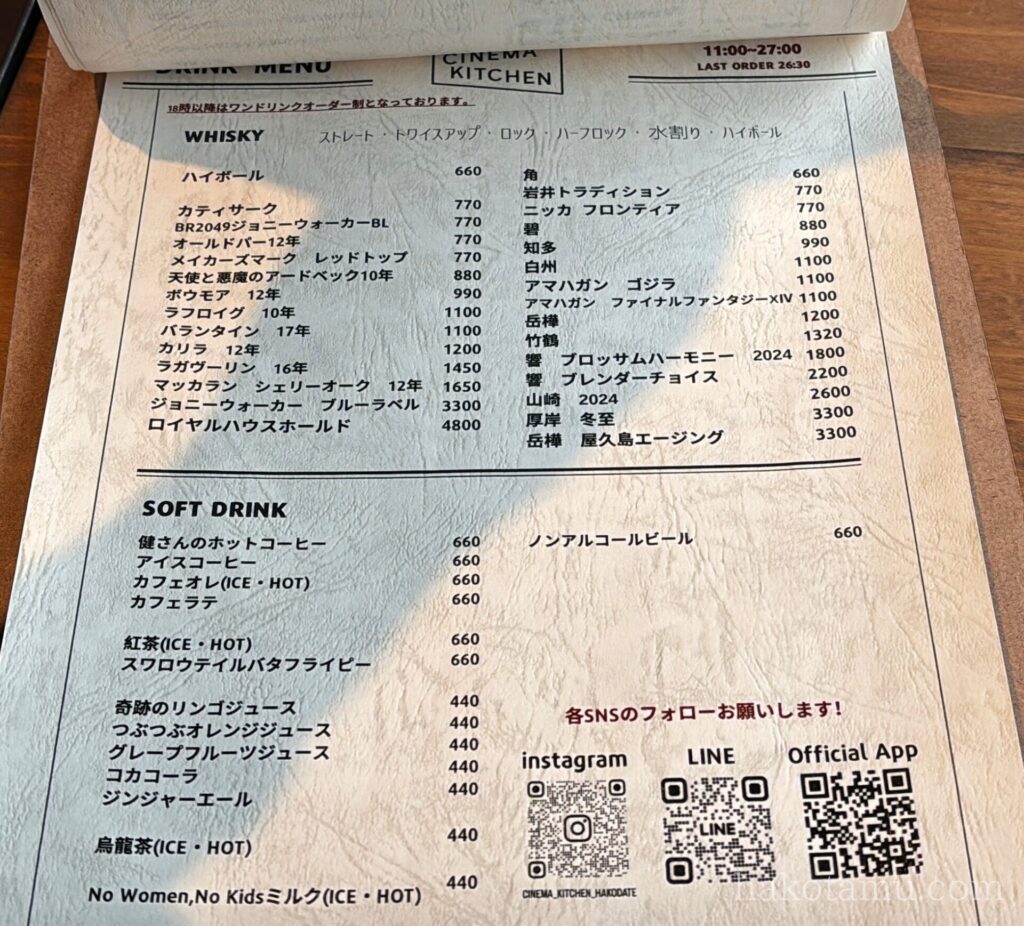 DRINK MENU
CINEMA
KITCHEN
11:00~27:00
LAST ORDER 26:30
18時以降はワンドリンクオーダー制となっております。
WHISKY
ストレート・トワイスアップ・ロック・ハーフロック・水割り・ハイボール
ハイボール 660
カティサーク 770
BR2049ジョニーウォーカーBL 770
オールドパー12年 770
メイカーズマーク レッドトップ 770
天使と悪魔のアードベック10年 880
ボウモア 12年 990
ラフロイグ 10年 1100
バランタイン 17年 1100
カリラ 12年 1200
ラガヴーリン 16年 1450
マッカラン シェリーオーク 12年 1650
ジョニーウォーカー ブルーラベル 3300
ロイヤルハウスホールド 4800
角 660
岩井トラディション 770
ニッカ フロンティア 770
碧 880
知多 990
白州 1100
アマハガン ゴジラ 1100
アマハガン ファイナルファンタジーXIV 1100
岳樺 1200
竹鶴 1320
響 ブロッサムハーモニー 2024 1800
響 ブレンダーチョイス 2200
山崎 2024 2600
厚岸 冬至 3300
岳樺 屋久島エージング 3300
SOFT DRINK
健さんのホットコーヒー 660
アイスコーヒー 660
カフェオレ(ICE・HOT) 660
カフェラテ 660
紅茶(ICE・HOT) 660
スワロウテイルバタフライピー 660
奇跡のリンゴジュース 440
つぶつぶオレンジジュース 440
グレープフルーツジュース 440
コカコーラ 440
ジンジャーエール 440
烏龍茶(ICE・HOT) 440
No Women,No Kidsミルク(ICE・HOT) 440
ノンアルコールビール 660
各SNSのフォローお願いします!
instagram
LINE
Official App
LINE
CINEMA_KITCHEN_HAKODATE
hakotamu.com